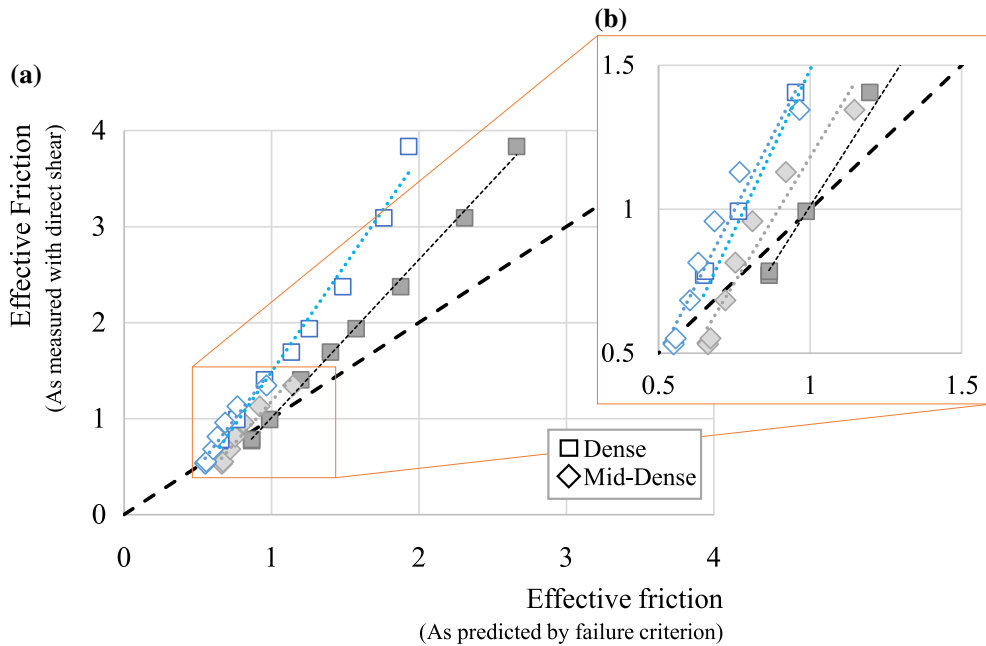 (b)
(a)
1.5
1
0.5
0.5
1
1.5
Effective Friction
(As measured with direct shear)
4
3
2
1
0
Dense
Mid-Dense
0
1
2
3
4
Effective friction
(As predicted by failure criterion)